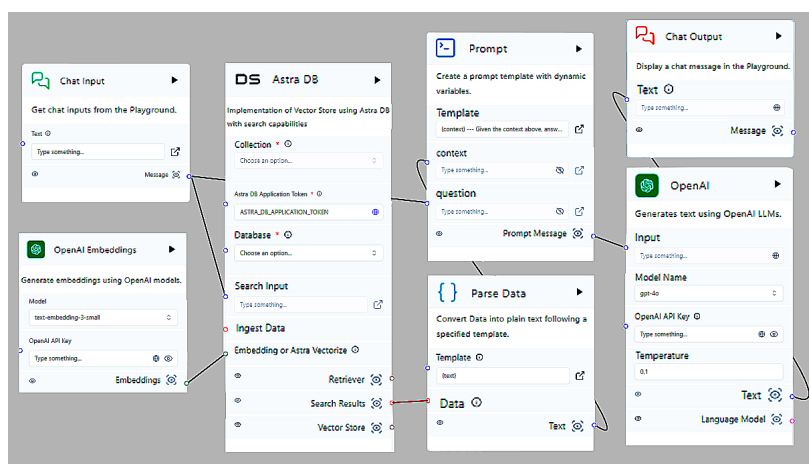 Chat Input
Get chat inputs from the Playground.
Text
Type something...
Message
OpenAI Embeddings
Generate embeddings using OpenAI models.
Model
text-embedding-3-small
OpenAI API Key
Type something...
Embeddings
DS Astra DB
Implementation of Vector Store using Astra DB
with search capabilities
Collection *
Choose an option...
Astra DB Application Token *
ASTRA_DB_APPLICATION_TOKEN
Database *
Choose an option...
Search Input
Type something...
Ingest Data
Embedding or Astra Vectorize
Retriever
Search Results
Vector Store
Prompt
Create a prompt template with dynamic
variables.
Template
{context} --- Given the context above, answ...
context
Type something...
question
Type something...
Prompt Message
{ } Parse Data
Convert Data into plain text following a
specified template.
Template
{text}
Data
Text
Chat Output
Display a chat message in the Playground.
Text
Type something...
Message
OpenAI
Generates text using OpenAI LLMs.
Input
Type something...
Model Name
gpt-4o
OpenAI API Key
Type something...
Temperature
0,1
Text
Language Model